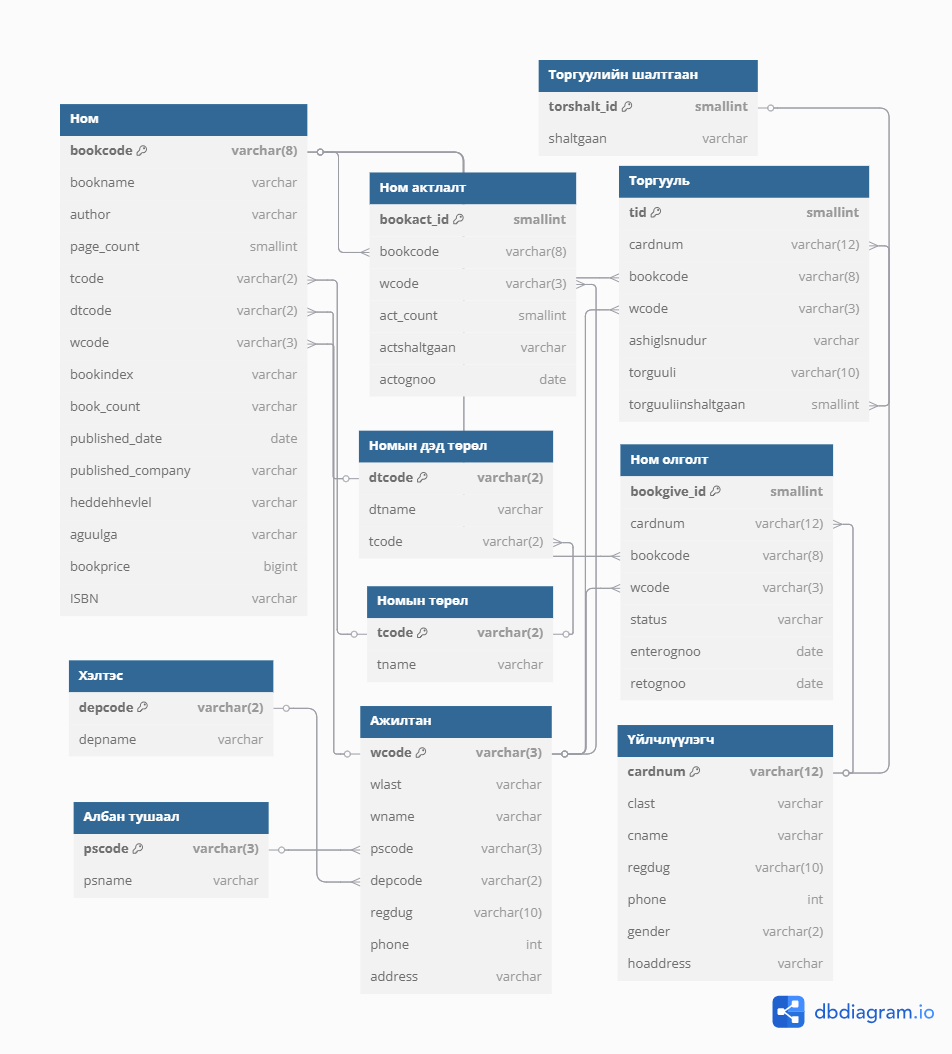 Торгуулийн шалтгаан
torshalt_id smallint
shaltgaan varchar
Ном
bookcode varchar(8)
bookname varchar
author varchar
page_count smallint
tcode varchar(2)
dtcode varchar(2)
wcode varchar(3)
bookindex varchar
book_count varchar
published_date date
published_company varchar
heddehhevlel varchar
aguulga varchar
bookprice bigint
ISBN varchar
Ном актлалт
bookact_id smallint
bookcode varchar(8)
wcode varchar(3)
act_count smallint
actshaltgaan varchar
actognoo date
Торгууль
tid smallint
cardnum varchar(12)
bookcode varchar(8)
wcode varchar(3)
ashiglsnudur varchar
torguuli varchar(10)
torguuliinshaltgaan smallint
Номын дэд төрөл
dtcode varchar(2)
dtname varchar
tcode varchar(2)
Ном олголт
bookgive_id smallint
cardnum varchar(12)
bookcode varchar(8)
wcode varchar(3)
status varchar
enterognoo date
retognoo date
Номын төрөл
tcode varchar(2)
tname varchar
Хэлтэс
depcode varchar(2)
depname varchar
Албан тушаал
pscode varchar(3)
psname varchar
Ажилтан
wcode varchar(3)
wlast varchar
wname varchar
pscode varchar(3)
depcode varchar(2)
regdug varchar(10)
phone int
address varchar
Үйлчлүүлэгч
cardnum varchar(12)
clast varchar
cname varchar
regdug varchar(10)
phone int
gender varchar(2)
hoaddress varchar
dbdiagram.io